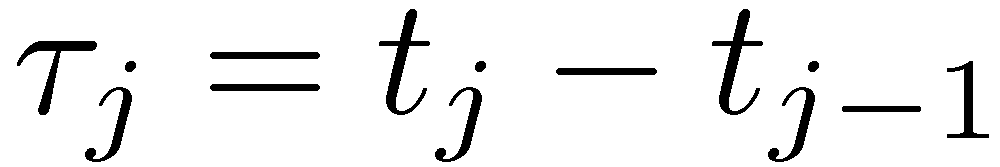 τ_j = t_j − t_{j−1}